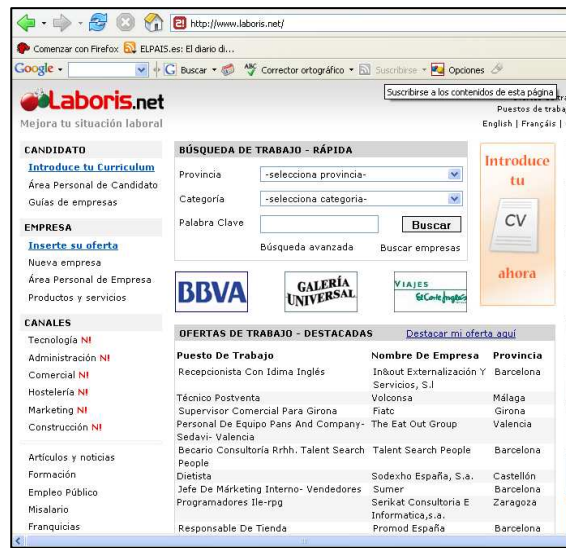 http://www.laboris.net/
Comenzar con Firefox ELPAIS.es: El diario di...
Google Buscar Corrector ortográfico Suscribirse Opciones
Suscribirse a los contenidos de esta página
Laboris.net
Mejora tu situación laboral
Puestos de traba
English | Français |
CANDIDATO
Introduce tu Curriculum
Área Personal de Candidato
Guías de empresas
EMPRESA
Inserte su oferta
Nueva empresa
Área Personal de Empresa
Productos y servicios
CANALES
Tecnología N!
Administración N!
Comercial N!
Hostelería N!
Marketing N!
Construcción N!
Artículos y noticias
Formación
Empleo Público
Misalario
Franquicias
BÚSQUEDA DE TRABAJO - RÁPIDA
Provincia -selecciona provincia-
Categoría -selecciona categoria-
Palabra Clave Buscar
Búsqueda avanzada Buscar empresas
Introduce
tu
CV
ahora
BBVA
GALERÍA
UNIVERSAL
VIAJES
El Corte Inglés
OFERTAS DE TRABAJO - DESTACADAS Destacar mi oferta aquí
Puesto De Trabajo Nombre De Empresa Provincia
Recepcionista Con Idima Inglés In&out Externalización Y Servicios, S.l Barcelona
Técnico Postventa Volconsa Málaga
Supervisor Comercial Para Girona Fiatc Girona
Personal De Equipo Pans And Company- The Eat Out Group Valencia
Sedavi- Valencia
Becario Consultoría Rrhh. Talent Search Talent Search People Barcelona
People
Dietista Sodexho España, S.a. Castellón
Jefe De Márketing Interno- Vendedores Sumer Barcelona
Programadores Ile-rpg Serikat Consultoria E Zaragoza
Informatica,s.a.
Responsable De Tienda Promod España Barcelona